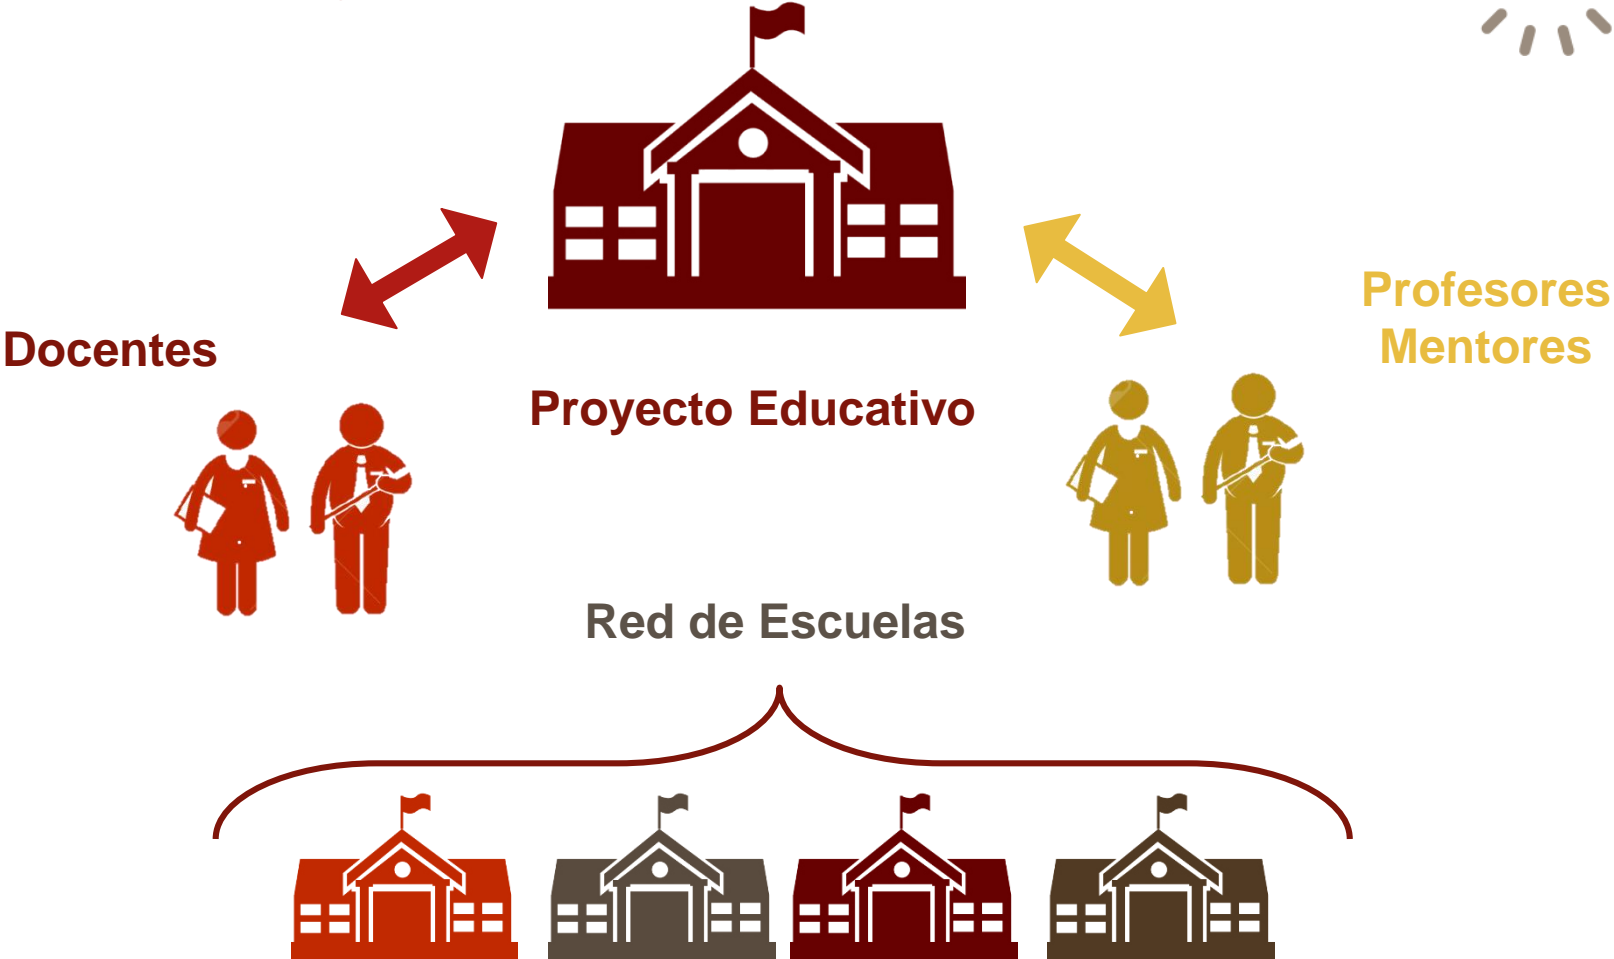 Profesores
Mentores
Docentes
Proyecto Educativo
Red de Escuelas